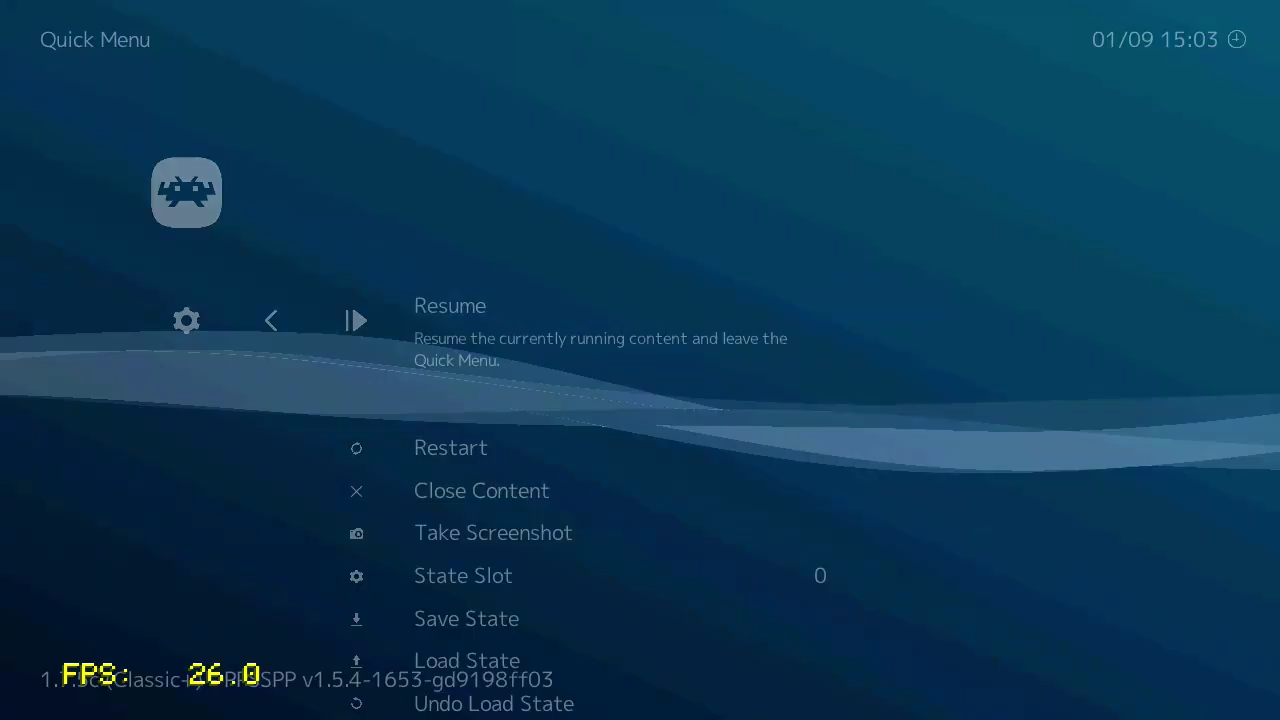 Quick Menu
01/09 15:03
Resume
Resume the currently running content and leave the
Quick Menu.
Restart
Close Content
Take Screenshot
State Slot 0
Save State
Load State
FPS: 26.0
v1.5.4-1653-gd9198ff03
Undo Load State